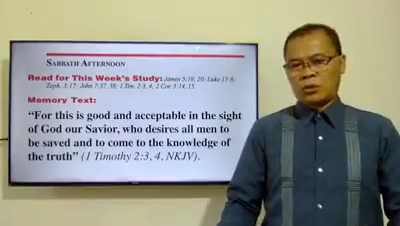 SABBATH AFTERNOON
Read for This Week's Study: James 5:19, 20; Luke 15:6;
Zeph. 3:17; John 7:37, 38; 1 Tim. 2:3, 4; 2 Cor. 5:14, 15.
Memory Text:
“For this is good and acceptable in the sight
of God our Savior, who desires all men to
be saved and to come to the knowledge of
the truth” (1 Timothy 2:3, 4, NKJV).